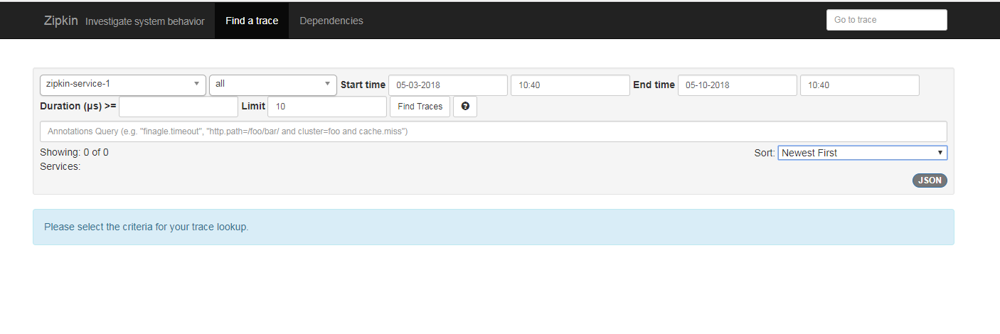 Zipkin Investigate system behavior Find a trace Dependencies Go to trace
zipkin-service-1 all Start time 05-03-2018 10:40 End time 05-10-2018 10:40
Duration (μs) >= Limit 10 Find Traces ?
Annotations Query (e.g. "finagle.timeout", "http.path=/foo/bar/ and cluster=foo and cache.miss")
Showing: 0 of 0 Sort: Newest First
Services:
JSON
Please select the criteria for your trace lookup.